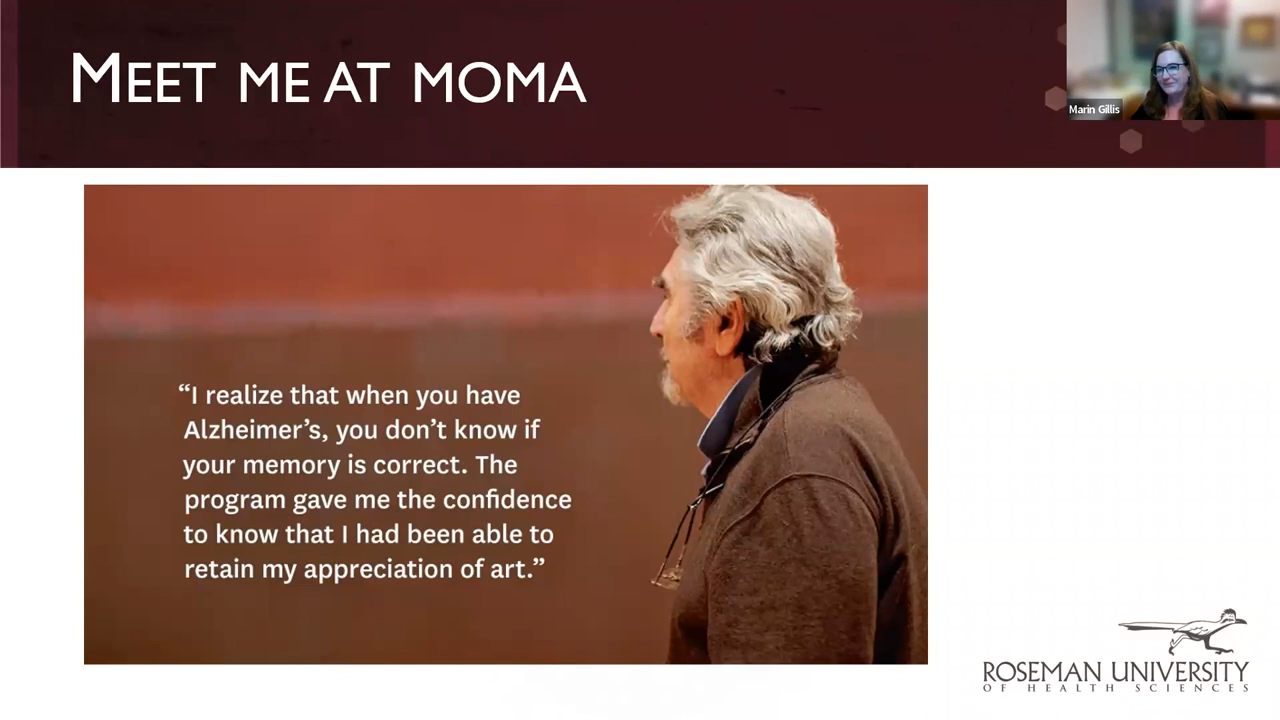 MEET ME AT MOMA
Marin Gillis
“I realize that when you have
Alzheimer’s, you don’t know if
your memory is correct. The
program gave me the confidence
to know that I had been able to
retain my appreciation of art.”
ROSEMAN UNIVERSITY
OF HEALTH SCIENCES